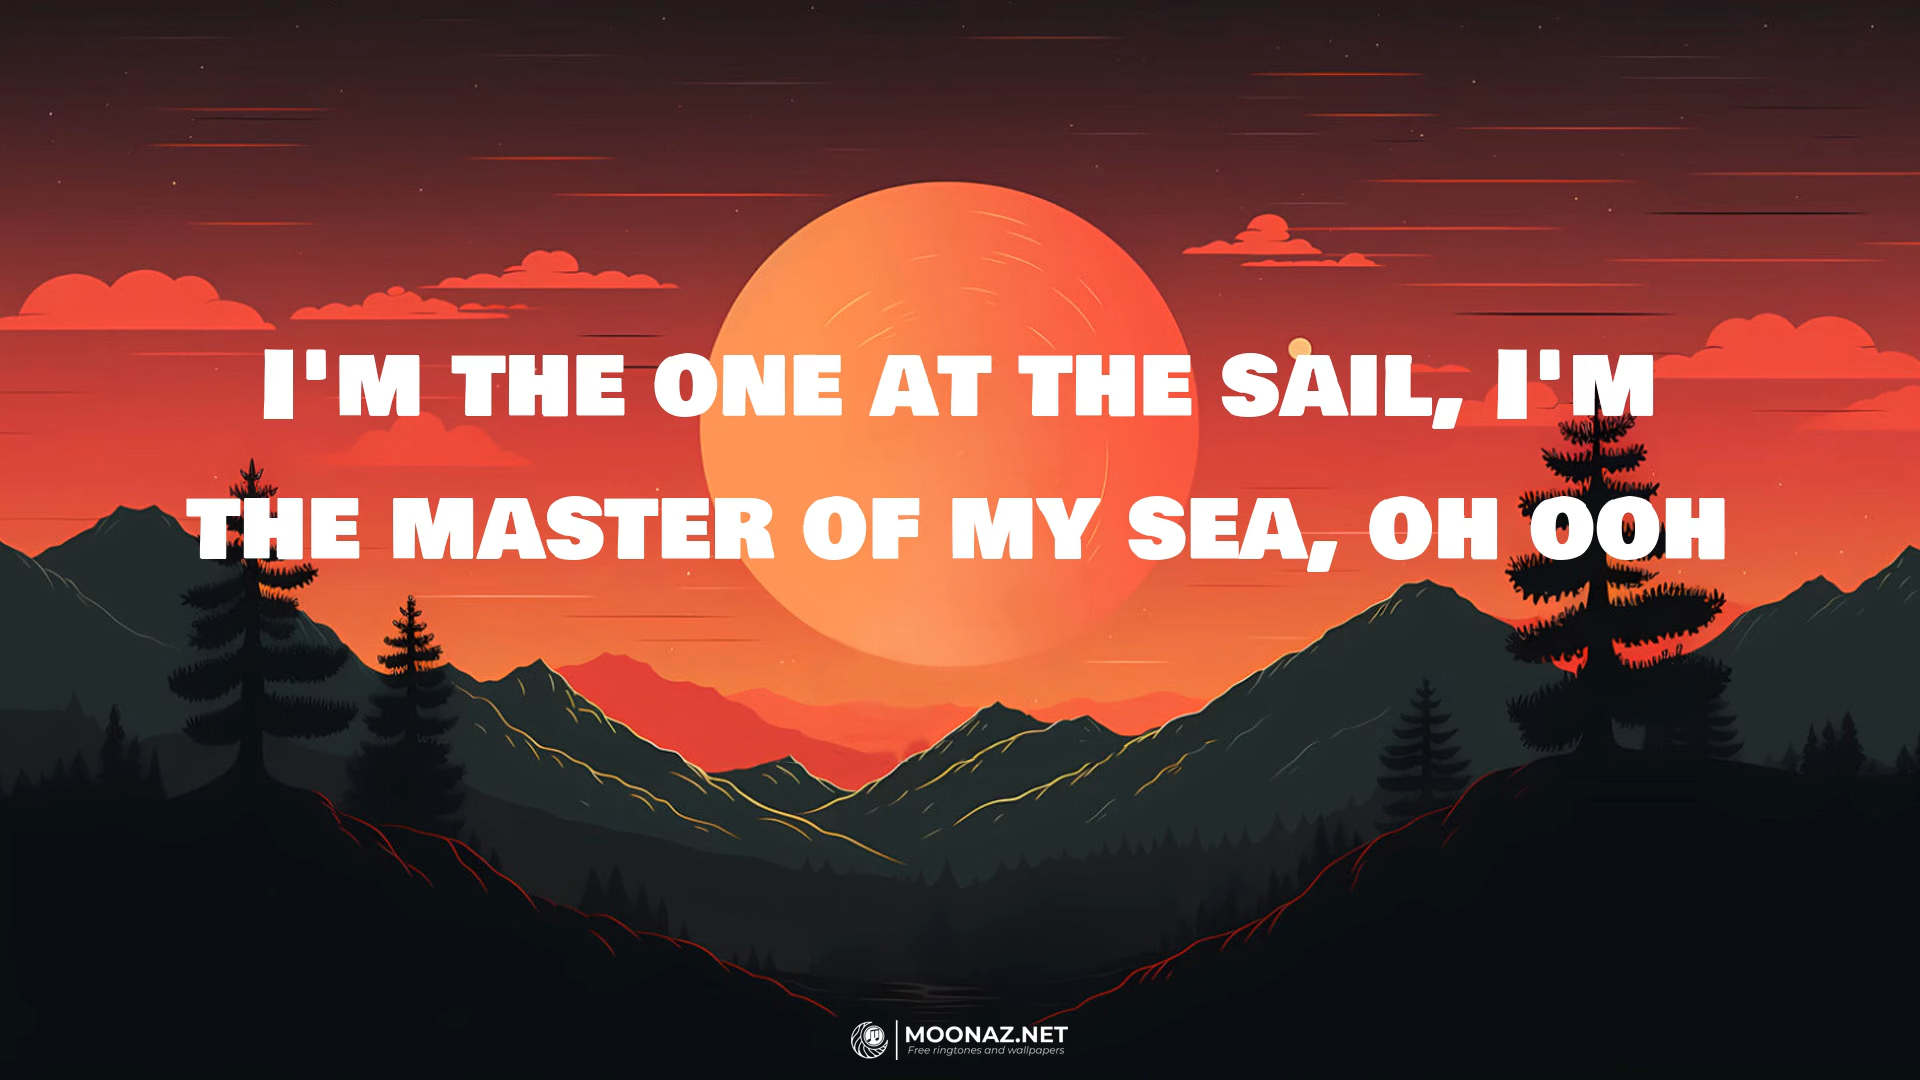 I'M THE ONE AT THE SAIL, I'M
THE MASTER OF MY SEA, OH OOH
MOONAZ.NET
Free ringtones and wallpapers